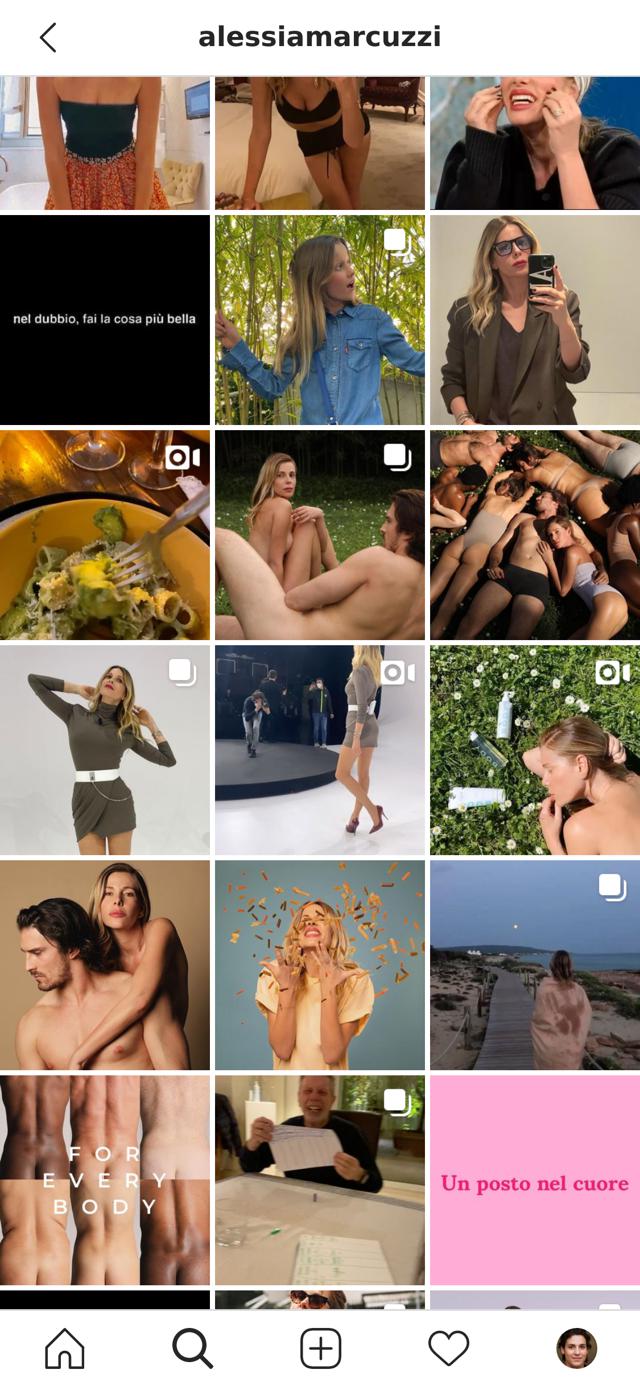 alessiamarcuzzi
nel dubbio, fai la cosa più bella
FOR
EVERY
BODY
Un posto nel cuore